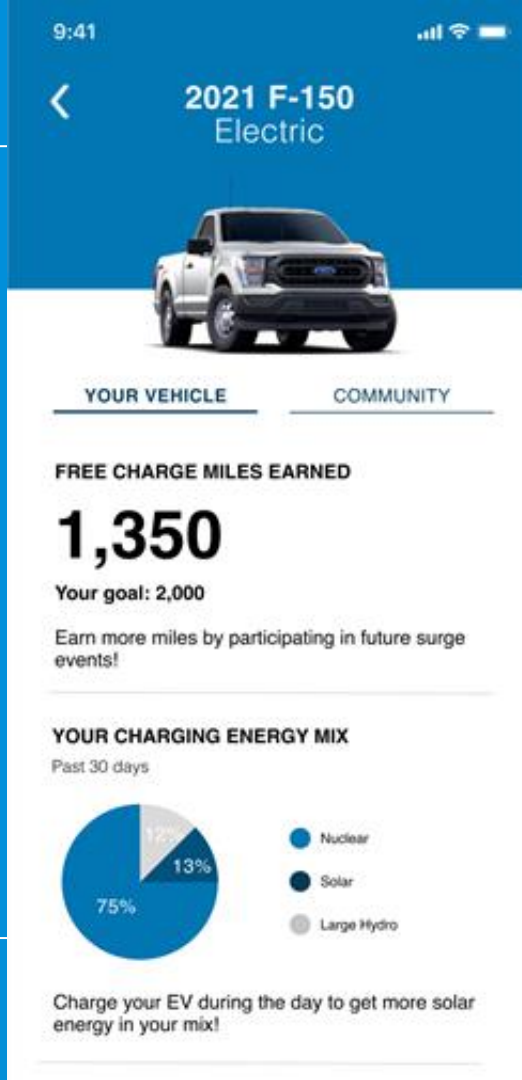 9:41
2021 F-150
Electric
YOUR VEHICLE
COMMUNITY
FREE CHARGE MILES EARNED
1,350
Your goal: 2,000
Earn more miles by participating in future surge
events!
YOUR CHARGING ENERGY MIX
Past 30 days
12%
13%
75%
Nuclear
Solar
Large Hydro
Charge your EV during the day to get more solar
energy in your mix!